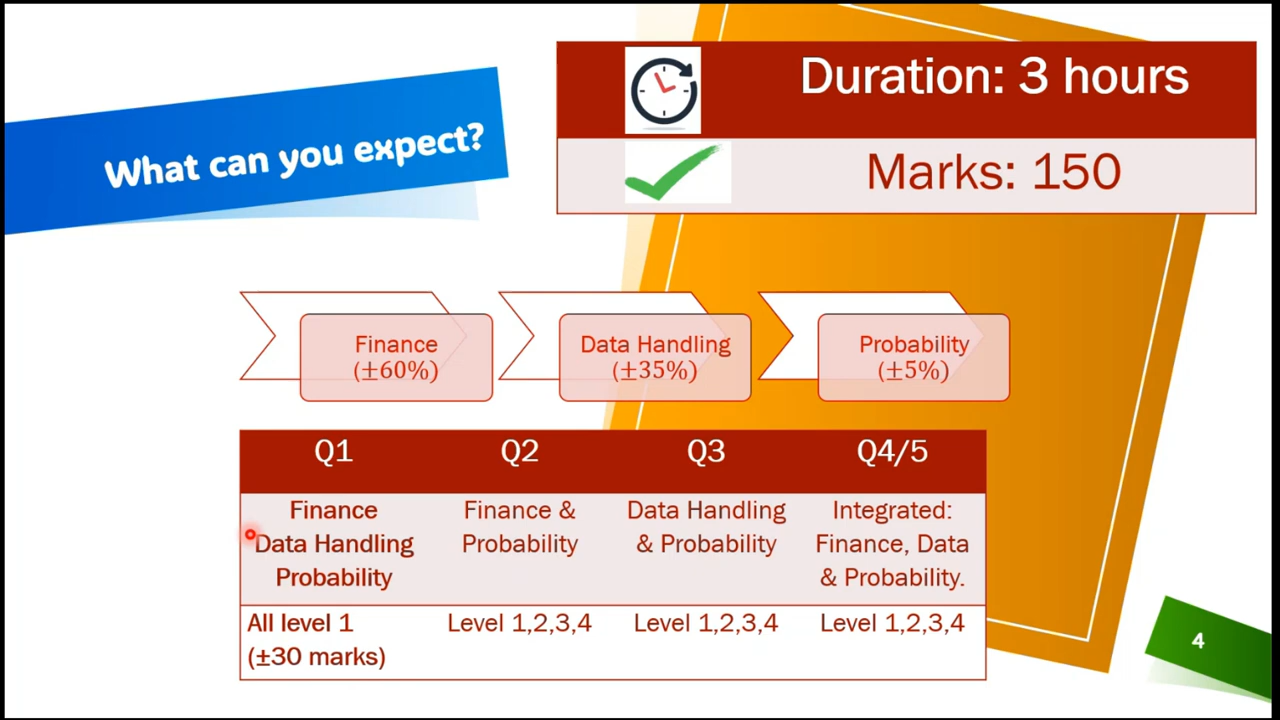 What can you expect?
Duration: 3 hours
Marks: 150
Finance
(±60%)
Data Handling
(±35%)
Probability
(±5%)
Q1
Q2
Q3
Q4/5
Finance
Data Handling
Probability
Finance &
Probability
Data Handling
& Probability
Integrated:
Finance, Data
& Probability.
All level 1
(±30 marks)
Level 1,2,3,4
Level 1,2,3,4
Level 1,2,3,4
4